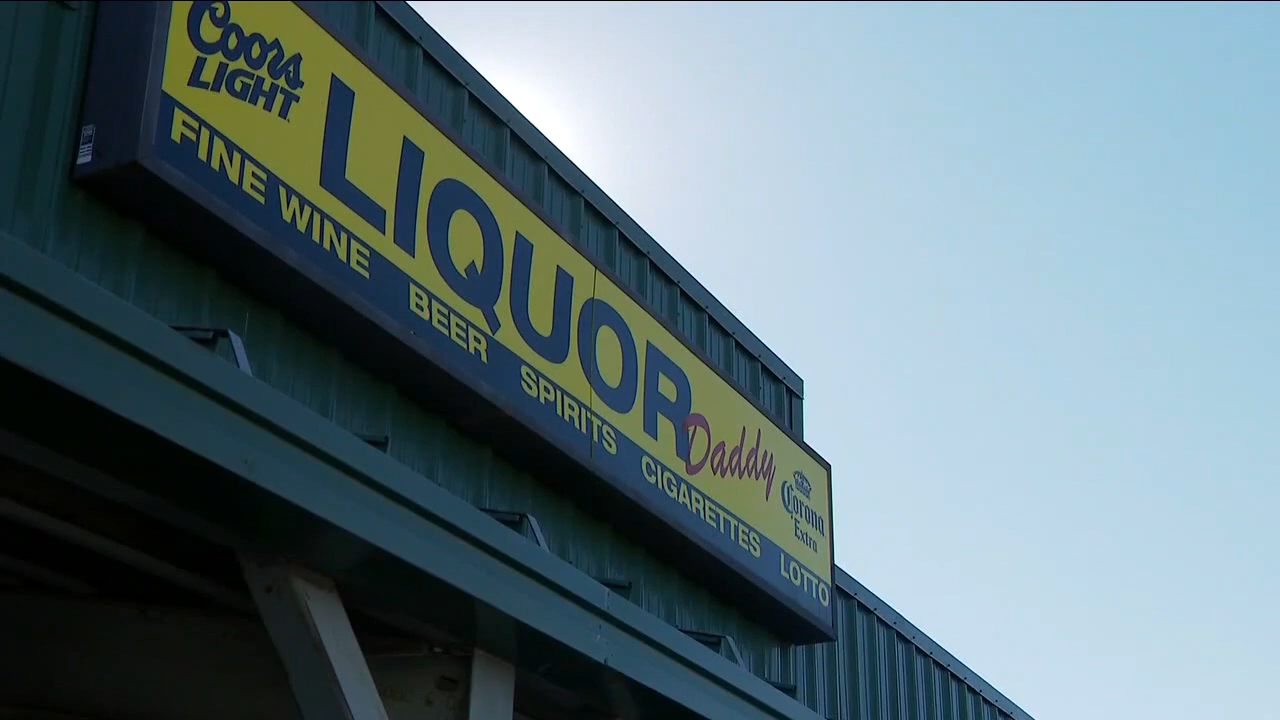 Coors
LIGHT
LIQUOR Daddy
Corona
Extra
FINE WINE BEER SPIRITS CIGARETTES LOTTO